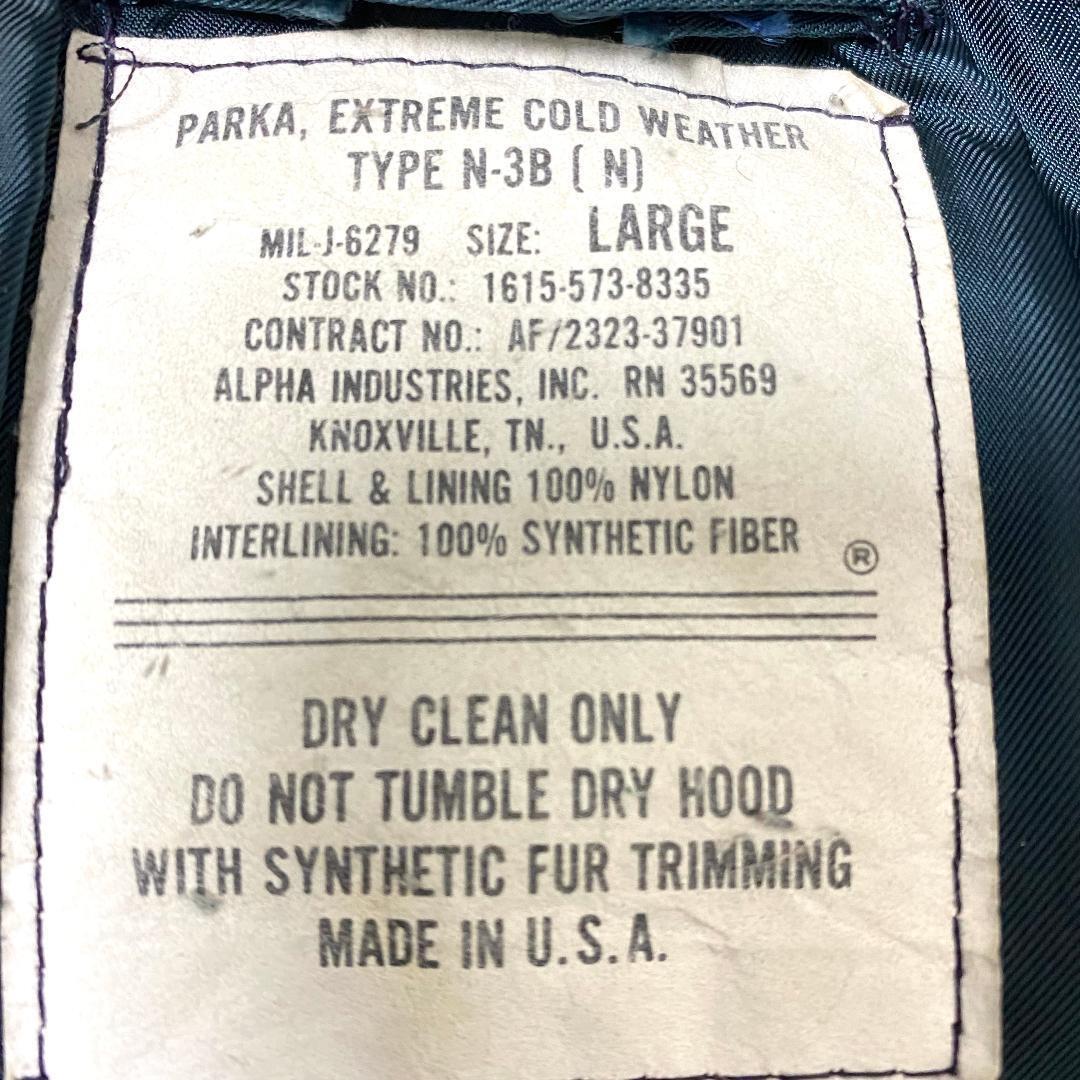 PARKA, EXTREME COLD WEATHER
TYPE N-3B ( N)
MIL-J-6279 SIZE: LARGE
STOCK NO.: 1615-573-8335
CONTRACT NO.: AF/2323-37901
ALPHA INDUSTRIES, INC. RN 35569
KNOXVILLE, TN., U.S.A.
SHELL & LINING 100% NYLON
INTERLINING: 100% SYNTHETIC FIBER ®
DRY CLEAN ONLY
DO NOT TUMBLE DRY HOOD
WITH SYNTHETIC FUR TRIMMING
MADE IN U.S.A.